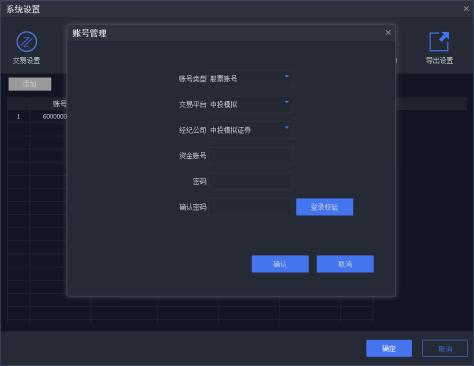 系统设置
账号管理
交易设置
导出设置
添加
账号类型 股票账号
账号
交易平台 中投模拟
1
6000000
经纪公司 中投模拟证券
资金账号
密码
确认密码
登录校验
确认
取消
确定
取消